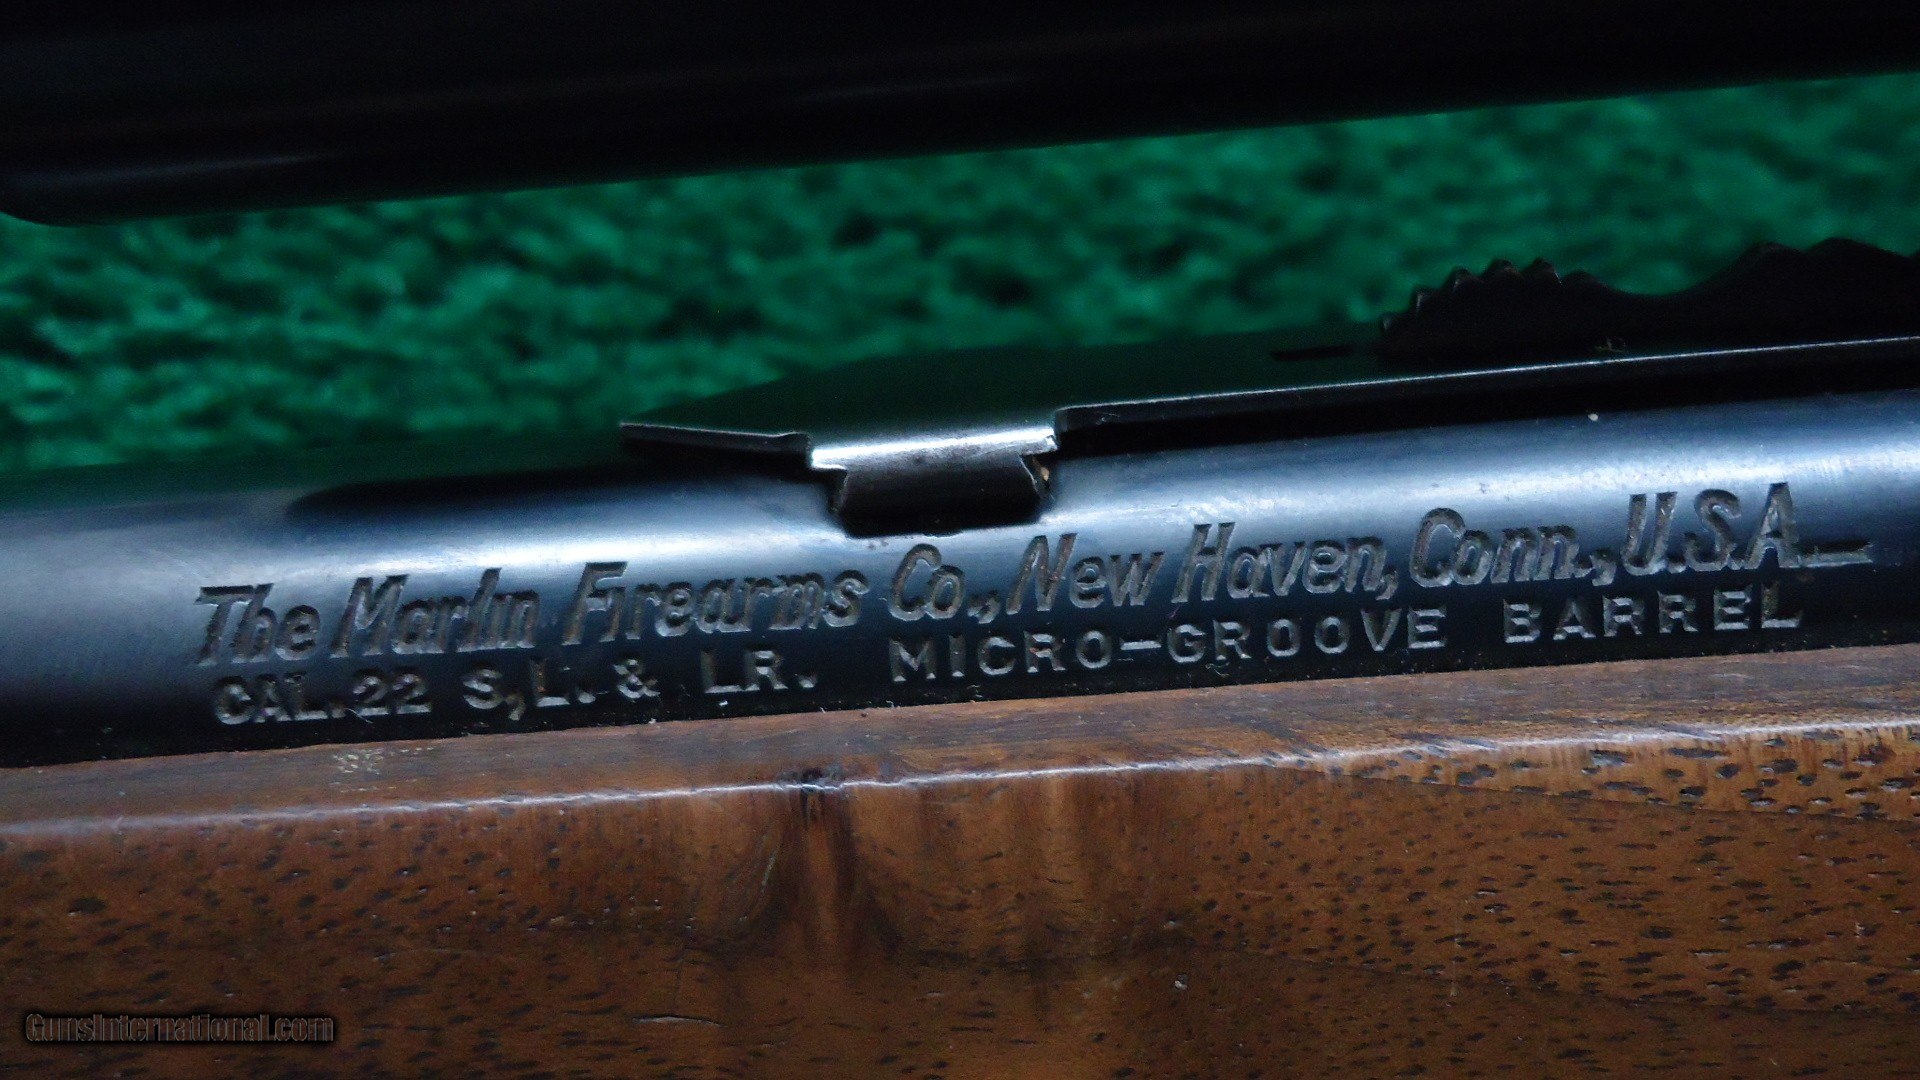 The Marlin Firearms Co., New Haven, Conn., U.S.A.
CAL. 22 S,L. & LR. MICRO-GROOVE BARREL
GunsInternational.com